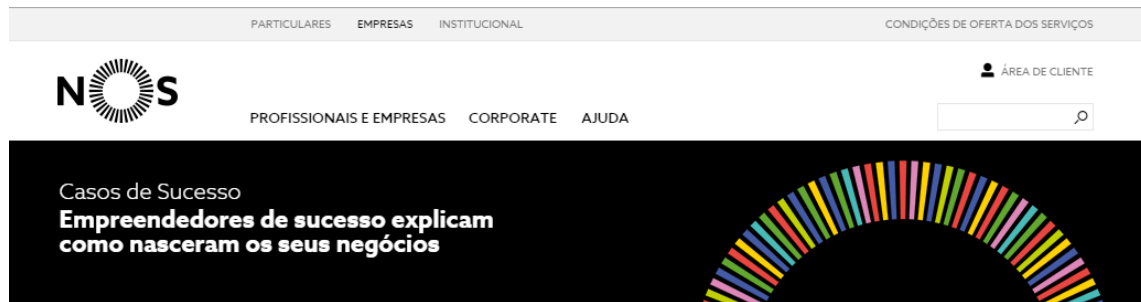 PARTICULARES EMPRESAS INSTITUCIONAL CONDIÇÕES DE OFERTA DOS SERVIÇOS
ÁREA DE CLIENTE
NOS
PROFISSIONAIS E EMPRESAS CORPORATE AJUDA
Casos de Sucesso
Empreendedores de sucesso explicam
como nasceram os seus negócios